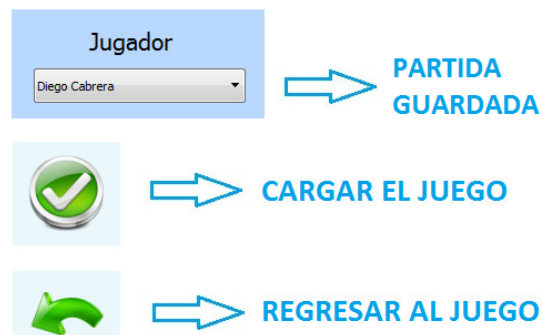 Jugador
Diego Cabrera
PARTIDA
GUARDADA
CARGAR EL JUEGO
REGRESAR AL JUEGO